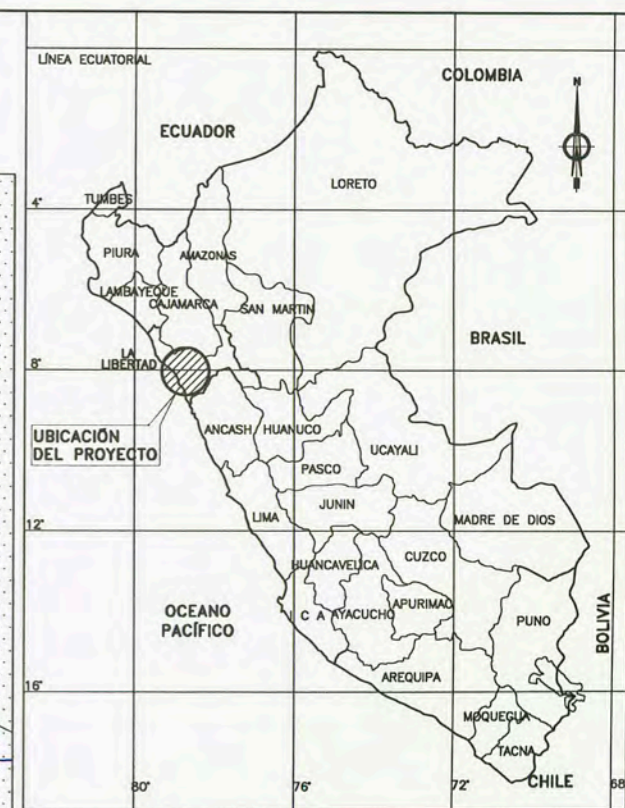 LÍNEA ECUATORIAL
COLOMBIA
N
ECUADOR
LORETO
TUMBES
4°
PIURA
AMAZONAS
LAMBAYEQUE
CAJAMARCA
SAN MARTIN
BRASIL
LA
LIBERTAD
8°
UBICACIÓN
DEL PROYECTO
ANCASH
HUANUCO
UCAYALI
PASCO
JUNIN
LIMA
MADRE DE DIOS
12°
CUZCO
HUANCAVELICA
APURIMAC
OCEANO
PACÍFICO
I C A
AYACUCHO
PUNO
BOLIVIA
AREQUIPA
16°
MOQUEGUA
TACNA
CHILE
80°
76°
72°
68°